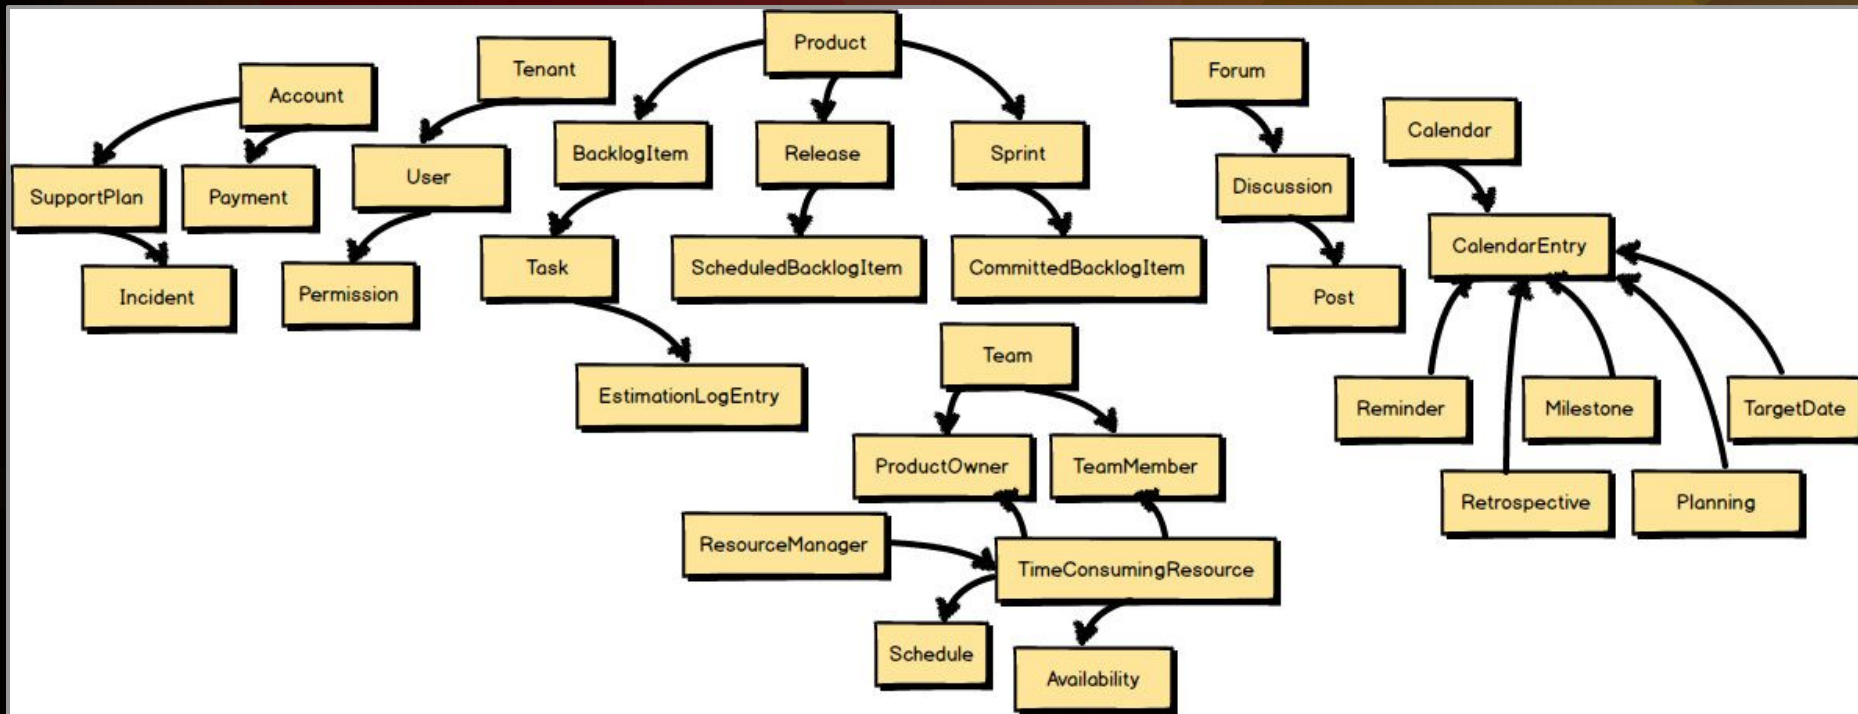 Product
Tenant
Forum
Account
Calendar
BacklogItem
Release
Sprint
User
Discussion
SupportPlan
Payment
CalendarEntry
Task
ScheduledBacklogItem
CommittedBacklogItem
Incident
Permission
Post
Team
EstimationLogEntry
Reminder
Milestone
TargetDate
ProductOwner
TeamMember
Retrospective
Planning
ResourceManager
TimeConsumingResource
Schedule
Availability